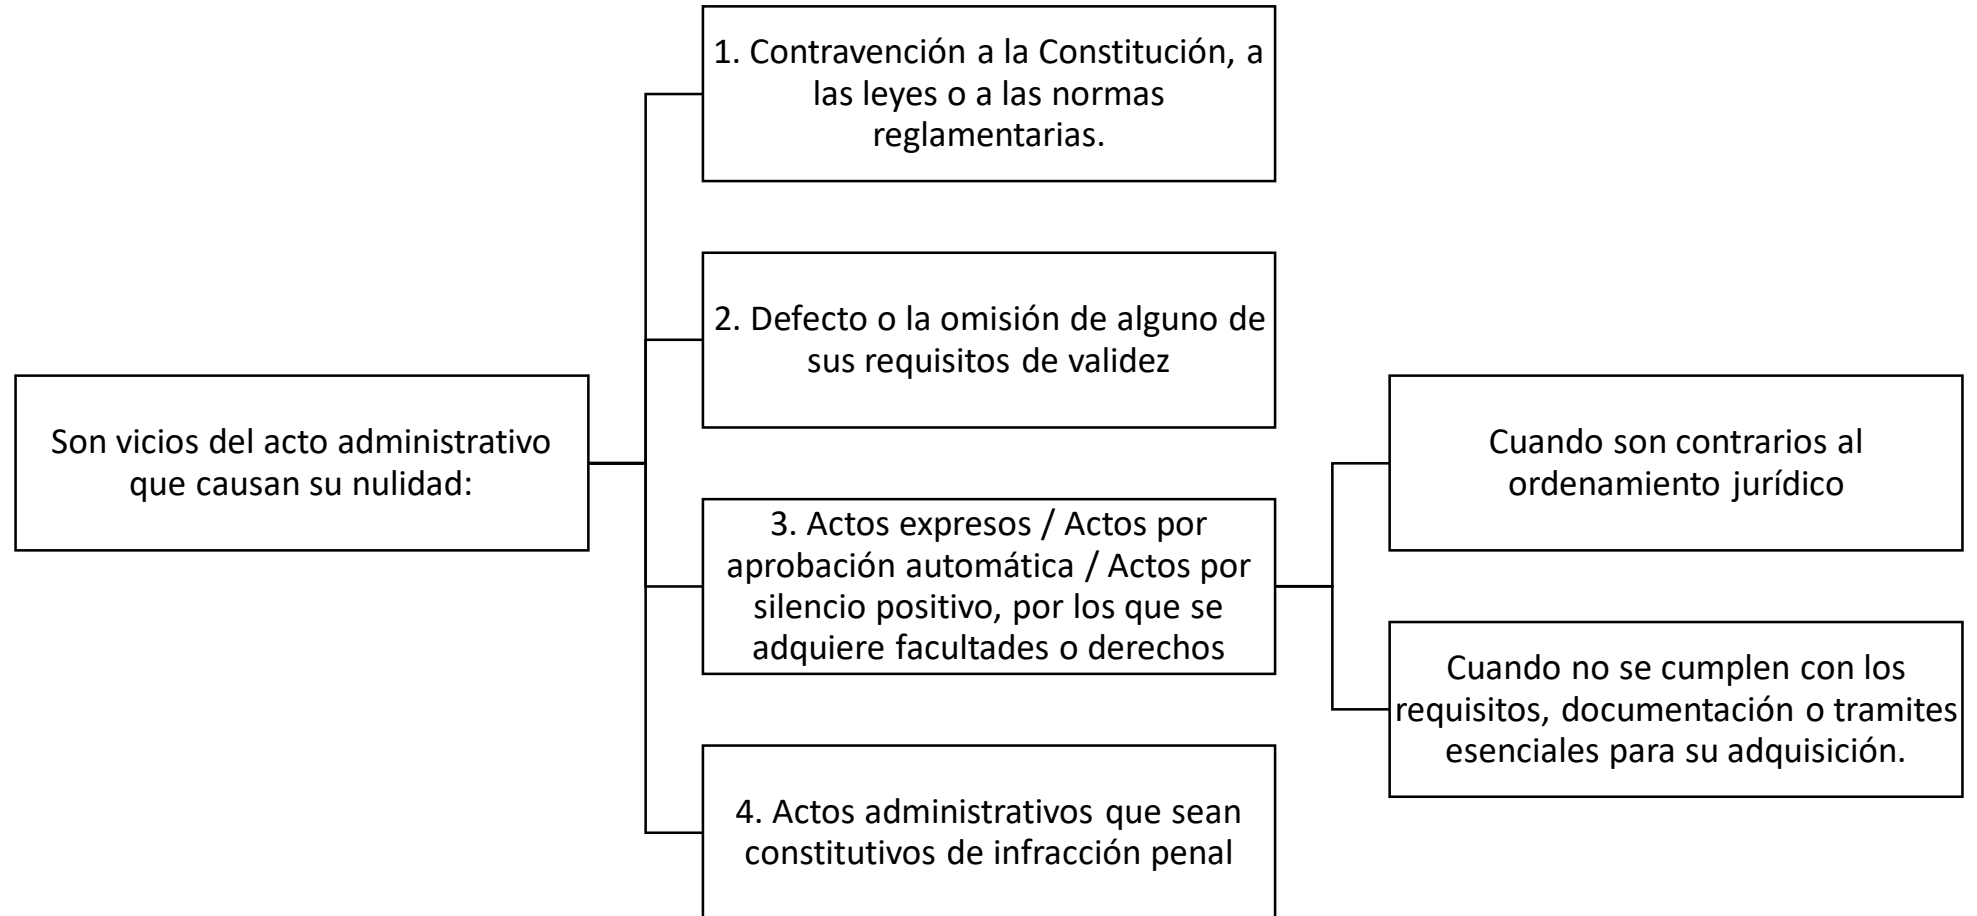 Son vicios del acto administrativo
que causan su nulidad:
1. Contravención a la Constitución, a
las leyes o a las normas
reglamentarias.
2. Defecto o la omisión de alguno de
sus requisitos de validez
3. Actos expresos / Actos por
aprobación automática / Actos por
silencio positivo, por los que se
adquiere facultades o derechos
Cuando son contrarios al
ordenamiento jurídico
Cuando no se cumplen con los
requisitos, documentación o tramites
esenciales para su adquisición.
4. Actos administrativos que sean
constitutivos de infracción penal